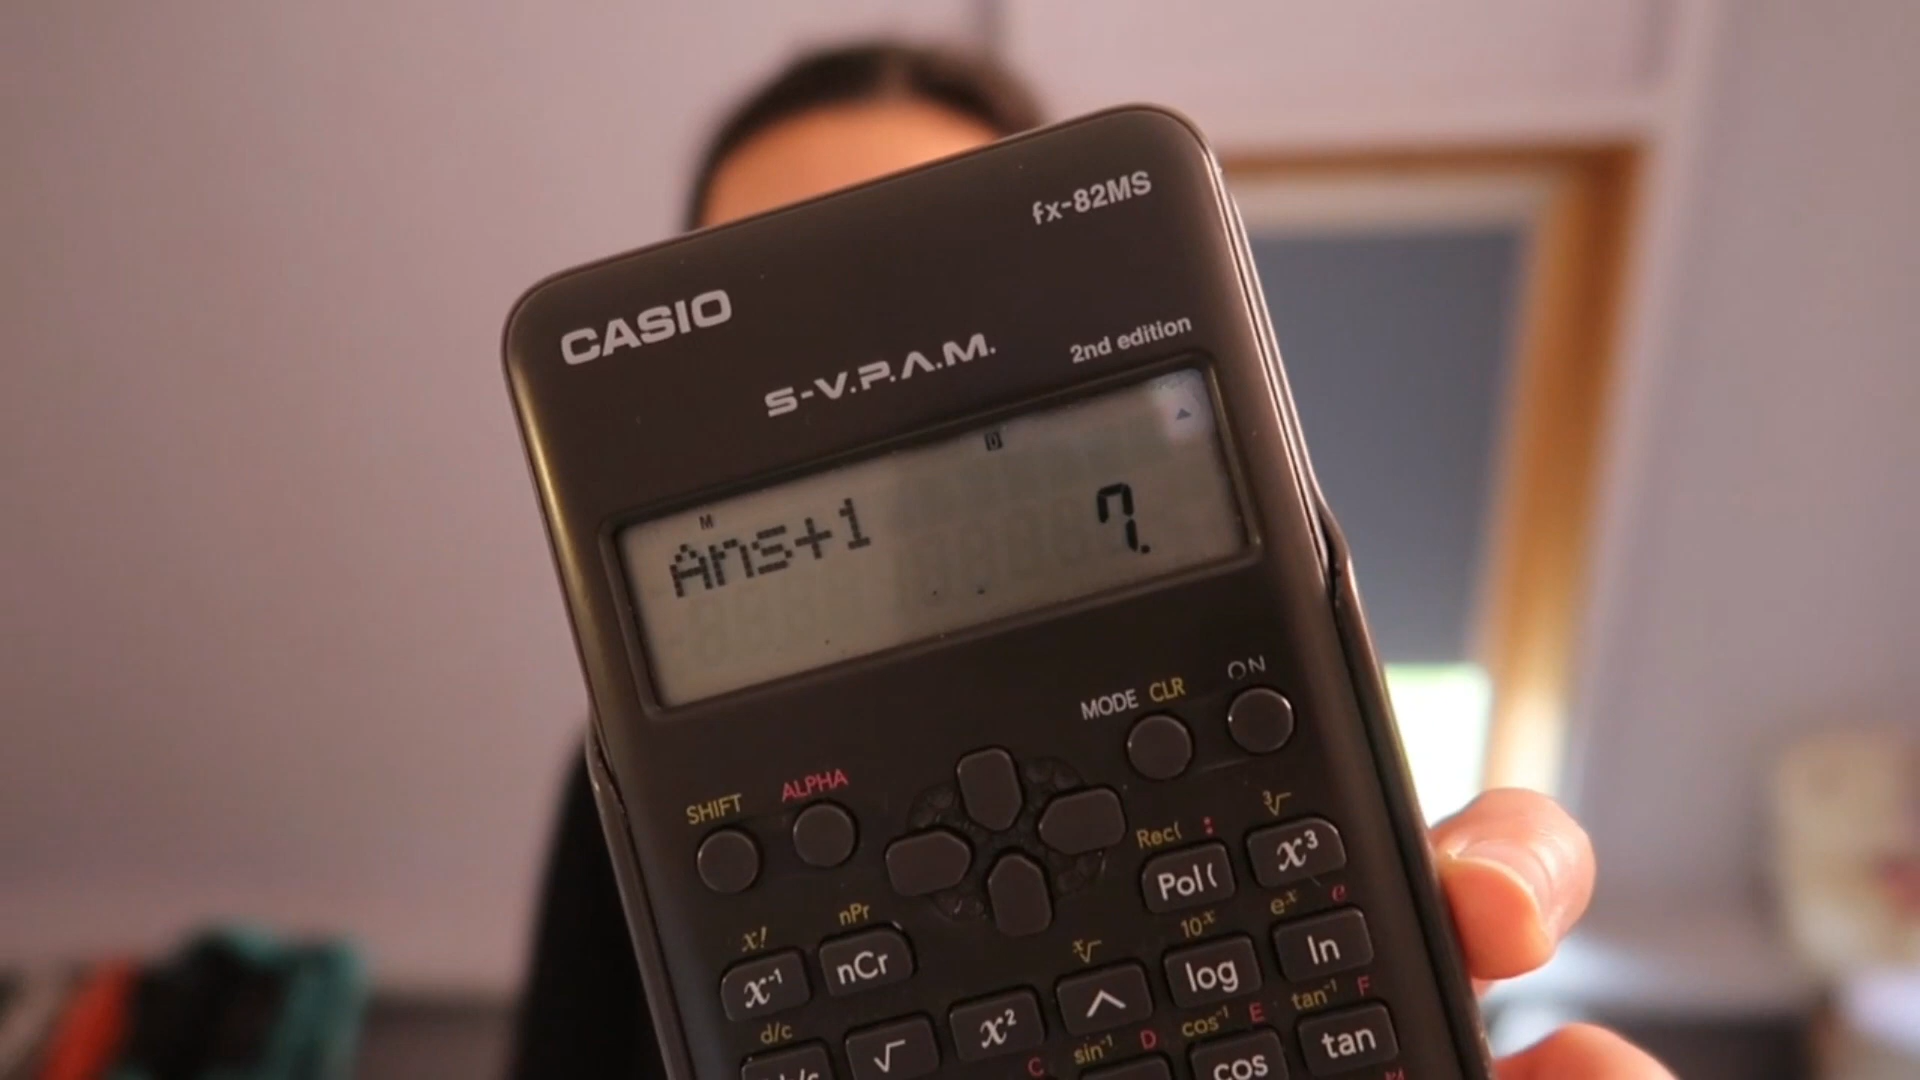 fx-82MS
CASIO
2nd edition
S-V.P.A.M.
D
M
Ans+1
7.
MODE CLR ON
SHIFT ALPHA
Rec( : ³√
Pol( x³
x! nPr x√ 10ˣ eˣ e
x⁻¹ nCr ^ log ln
d/c √ x² C sin⁻¹ D cos⁻¹ E tan⁻¹ F
cos tan